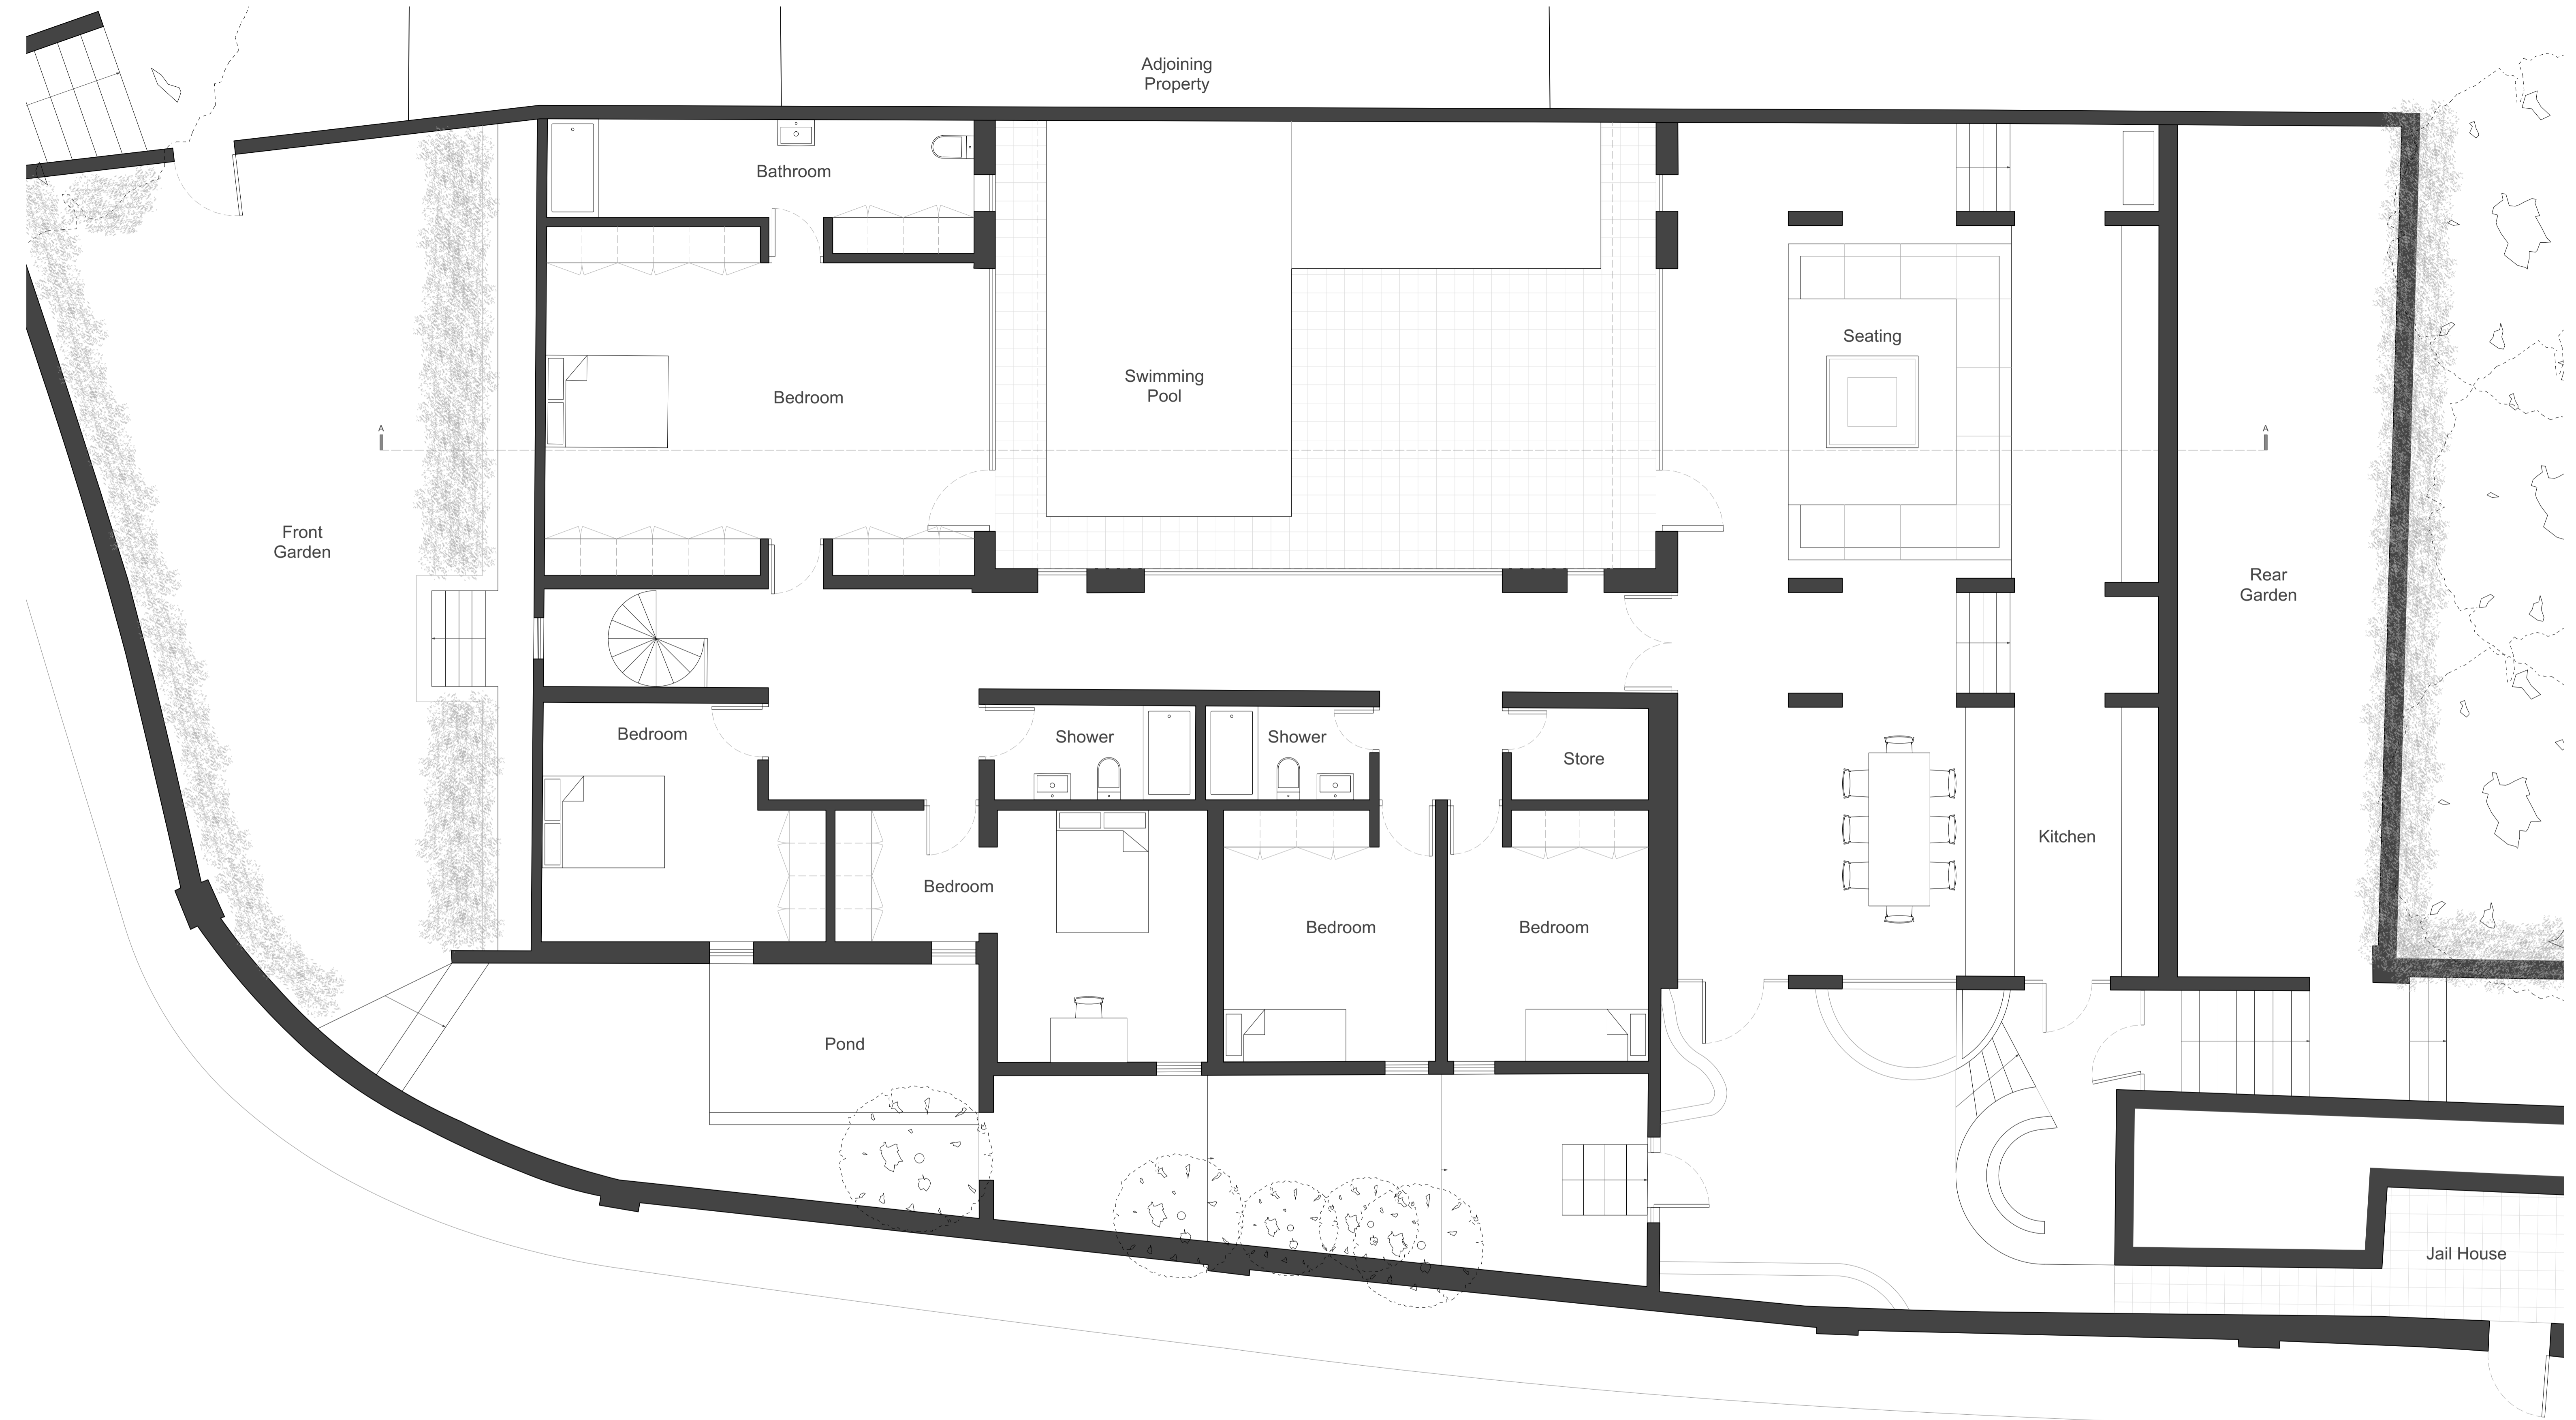 Adjoining
Property
Bathroom
Seating
Swimming
Pool
Bedroom
A
A
Front
Garden
Rear
Garden
Bedroom
Shower
Shower
Store
Kitchen
Bedroom
Bedroom
Bedroom
Pond
Jail House